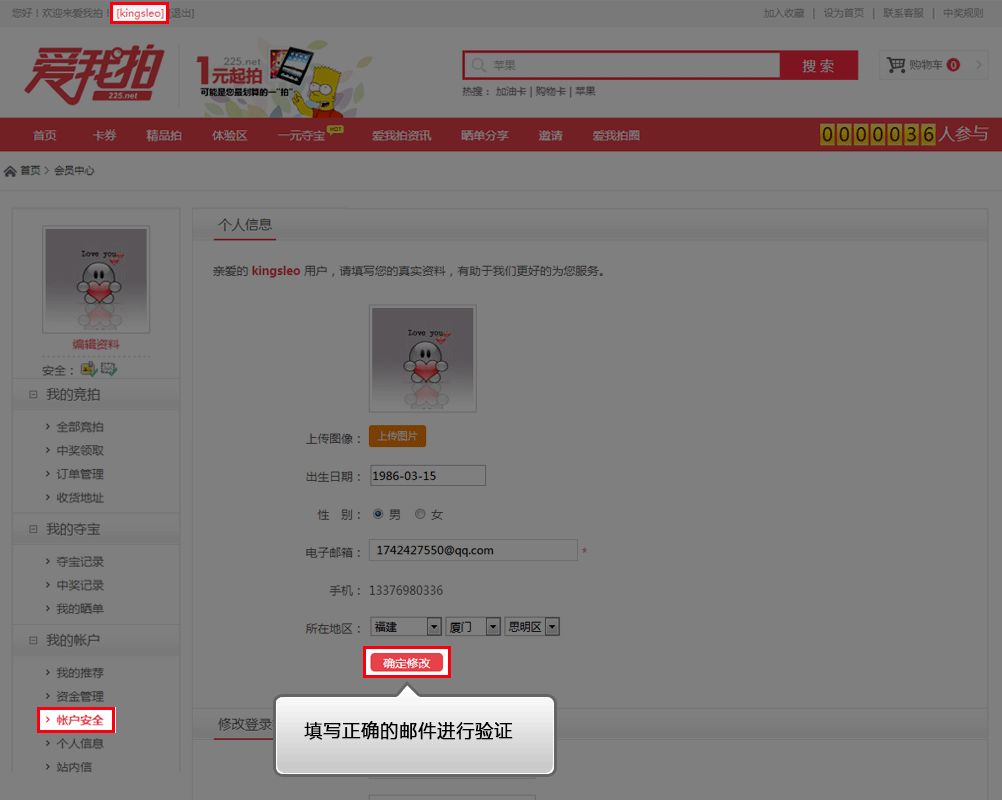 您好！欢迎来爱我拍！[kingsleo] [退出]
加入收藏 | 设为首页 | 联系客服 | 中奖规则
爱我拍
225.net
225.net
1元起拍
可能是您最划算的一"拍"
苹果
搜 索
购物车 0
热搜： 加油卡 | 购物卡 | 苹果
首页 卡券 精品拍 体验区 一元夺宝 HOT 爱我拍资讯 晒单分享 邀请 爱我拍圈
0000036人参与
首页 > 会员中心
Love you
编辑资料
安全：
我的竞拍
全部竞拍
中奖领取
订单管理
收货地址
我的夺宝
夺宝记录
中奖记录
我的晒单
我的帐户
我的推荐
资金管理
帐户安全
个人信息
站内信
个人信息
亲爱的 kingsleo 用户，请填写您的真实资料，有助于我们更好的为您服务。
Love you
上传图像： 上传图片
出生日期： 1986-03-15
性 别： 男 女
电子邮箱： 1742427550@qq.com *
手机： 13376980336
所在地区： 福建 厦门 思明区
确定修改
修改登录
填写正确的邮件进行验证